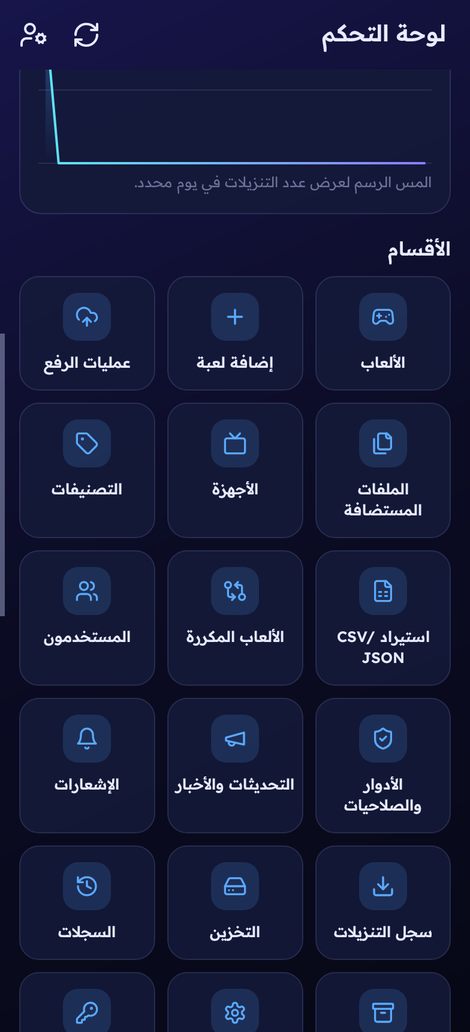 لوحة التحكم
المس الرسم لعرض عدد التنزيلات في يوم محدد.
الأقسام
الألعاب
إضافة لعبة
عمليات الرفع
الملفات
المستضافة
الأجهزة
التصنيفات
استيراد CSV/
JSON
الألعاب المكررة
المستخدمون
الأدوار
والصلاحيات
التحديثات والأخبار
الإشعارات
سجل التنزيلات
التخزين
السجلات